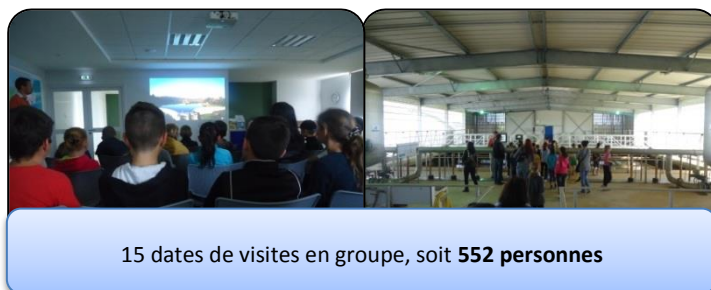 15 dates de visites en groupe, soit 552 personnes